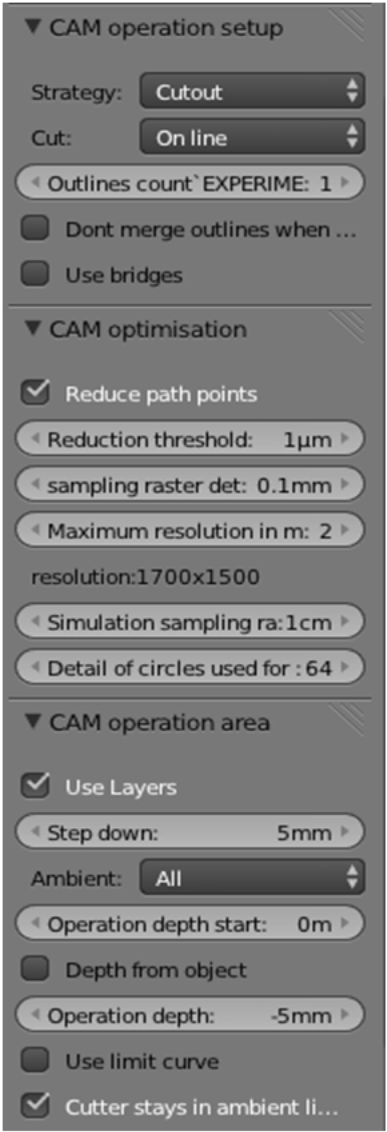 CAM operation setup
Strategy: Cutout
Cut: On line
Outlines count`EXPERIME: 1
Dont merge outlines when ...
Use bridges
CAM optimisation
Reduce path points
Reduction threshold: 1µm
sampling raster det: 0.1mm
Maximum resolution in m: 2
resolution:1700x1500
Simulation sampling ra:1cm
Detail of circles used for : 64
CAM operation area
Use Layers
Step down: 5mm
Ambient: All
Operation depth start: 0m
Depth from object
Operation depth: -5mm
Use limit curve
Cutter stays in ambient li...